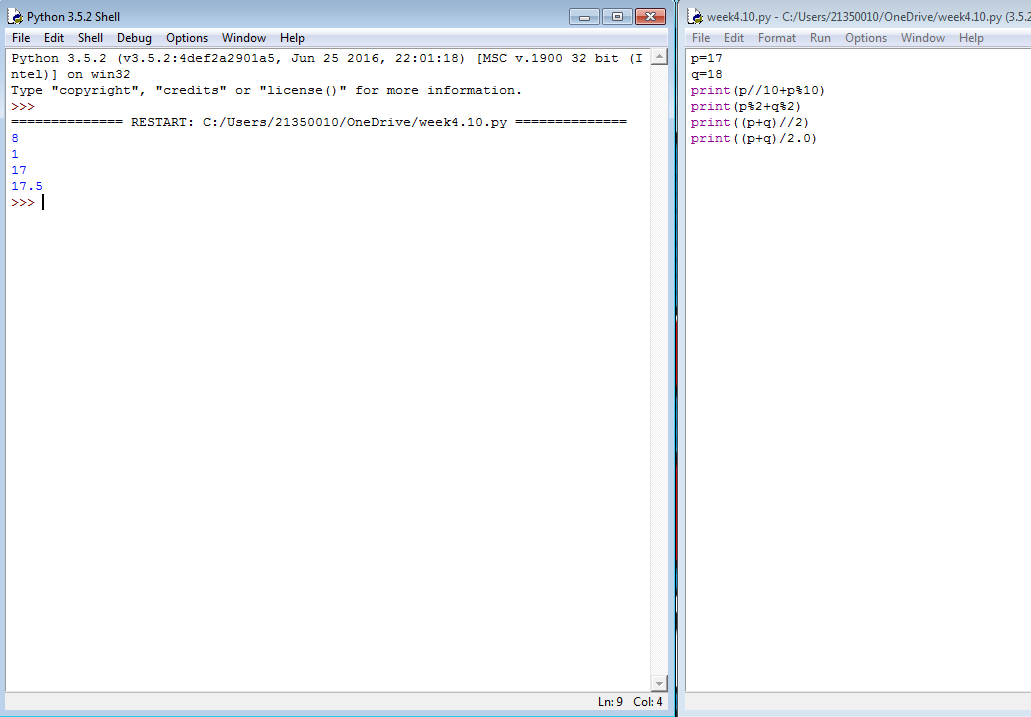 Python 3.5.2 Shell
File Edit Shell Debug Options Window Help
Python 3.5.2 (v3.5.2:4def2a2901a5, Jun 25 2016, 22:01:18) [MSC v.1900 32 bit (I
ntel)] on win32
Type "copyright", "credits" or "license()" for more information.
>>>
============== RESTART: C:/Users/21350010/OneDrive/week4.10.py ==============
8
1
17
17.5
>>>
Ln: 9 Col: 4
week4.10.py - C:/Users/21350010/OneDrive/week4.10.py (3.5.2
File Edit Format Run Options Window Help
p=17
q=18
print(p//10+p%10)
print(p%2+q%2)
print((p+q)//2)
print((p+q)/2.0)